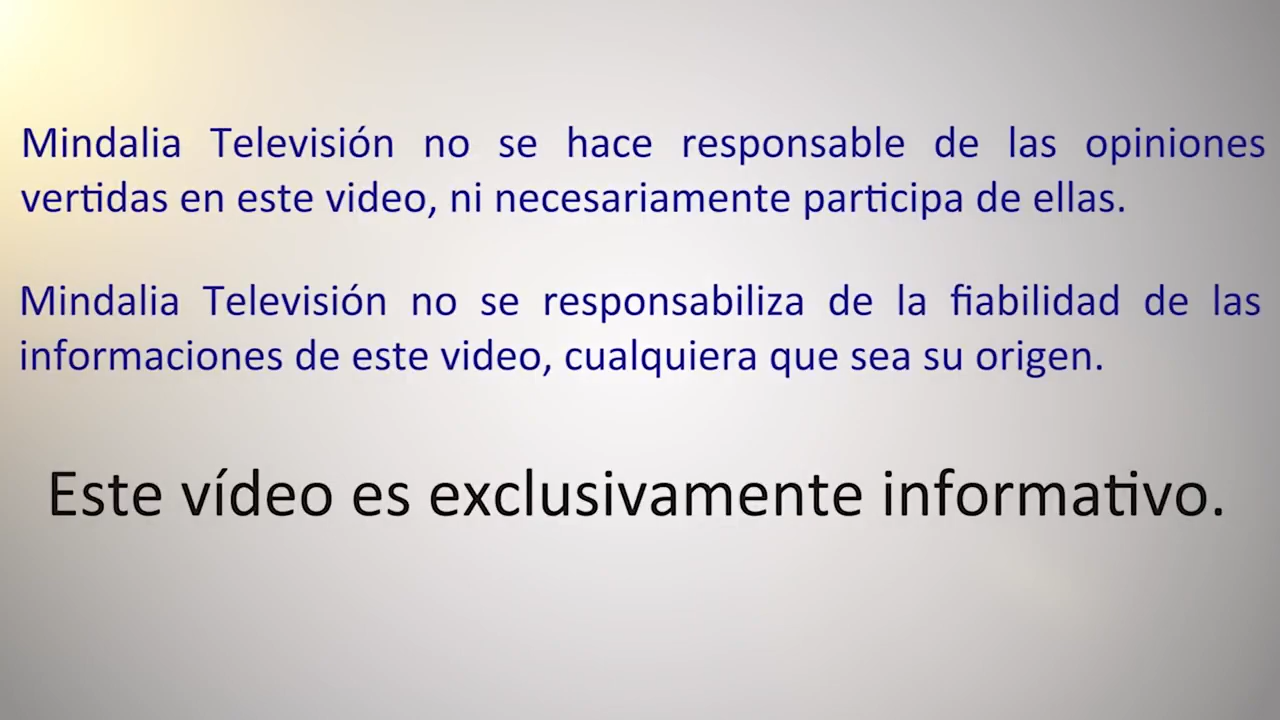 Mindalia Televisión no se hace responsable de las opiniones
vertidas en este video, ni necesariamente participa de ellas.
Mindalia Televisión no se responsabiliza de la fiabilidad de las
informaciones de este video, cualquiera que sea su origen.
Este vídeo es exclusivamente informativo.